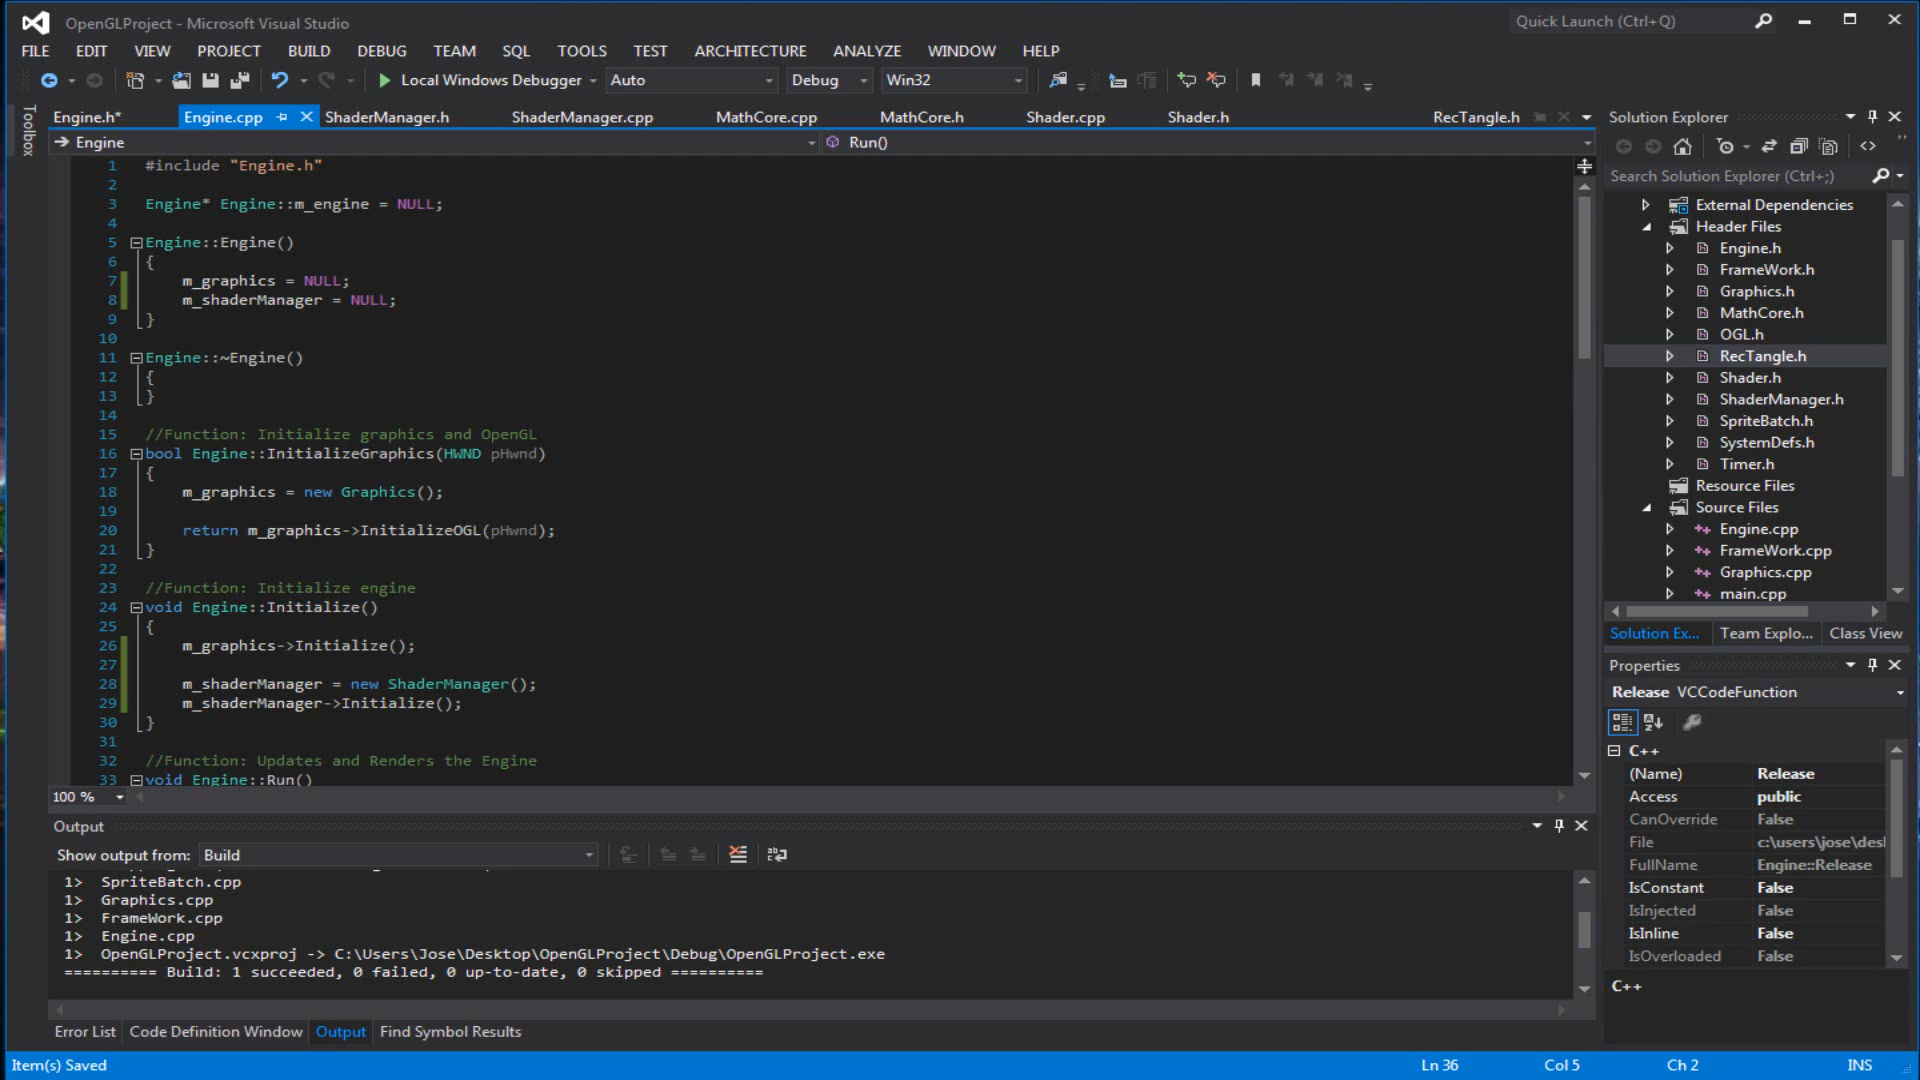 OpenGLProject - Microsoft Visual Studio
Quick Launch (Ctrl+Q)
FILE EDIT VIEW PROJECT BUILD DEBUG TEAM SQL TOOLS TEST ARCHITECTURE ANALYZE WINDOW HELP
Local Windows Debugger Auto Debug Win32
Toolbox
Engine.h* Engine.cpp ShaderManager.h ShaderManager.cpp MathCore.cpp MathCore.h Shader.cpp Shader.h RecTangle.h
Engine Run()
1 #include "Engine.h"
2
3 Engine* Engine::m_engine = NULL;
4
5 Engine::Engine()
6 {
7 m_graphics = NULL;
8 m_shaderManager = NULL;
9 }
10
11 Engine::~Engine()
12 {
13 }
14
15 //Function: Initialize graphics and OpenGL
16 bool Engine::InitializeGraphics(HWND pHwnd)
17 {
18 m_graphics = new Graphics();
19
20 return m_graphics->InitializeOGL(pHwnd);
21 }
22
23 //Function: Initialize engine
24 void Engine::Initialize()
25 {
26 m_graphics->Initialize();
27
28 m_shaderManager = new ShaderManager();
29 m_shaderManager->Initialize();
30 }
31
32 //Function: Updates and Renders the Engine
33 void Engine::Run()
100 %
Output
Show output from: Build
1> SpriteBatch.cpp
1> Graphics.cpp
1> FrameWork.cpp
1> Engine.cpp
1> OpenGLProject.vcxproj -> C:\Users\Jose\Desktop\OpenGLProject\Debug\OpenGLProject.exe
========== Build: 1 succeeded, 0 failed, 0 up-to-date, 0 skipped ==========
Error List Code Definition Window Output Find Symbol Results
Solution Explorer
Search Solution Explorer (Ctrl+;)
External Dependencies
Header Files
Engine.h
FrameWork.h
Graphics.h
MathCore.h
OGL.h
RecTangle.h
Shader.h
ShaderManager.h
SpriteBatch.h
SystemDefs.h
Timer.h
Resource Files
Source Files
Engine.cpp
FrameWork.cpp
Graphics.cpp
main.cpp
Solution Ex... Team Explo... Class View
Properties
Release VCCodeFunction
C++
(Name) Release
Access public
CanOverride False
File c:\users\jose\des
FullName Engine::Release
IsConstant False
IsInjected False
IsInline False
IsOverloaded False
C++
Item(s) Saved Ln 36 Col 5 Ch 2 INS